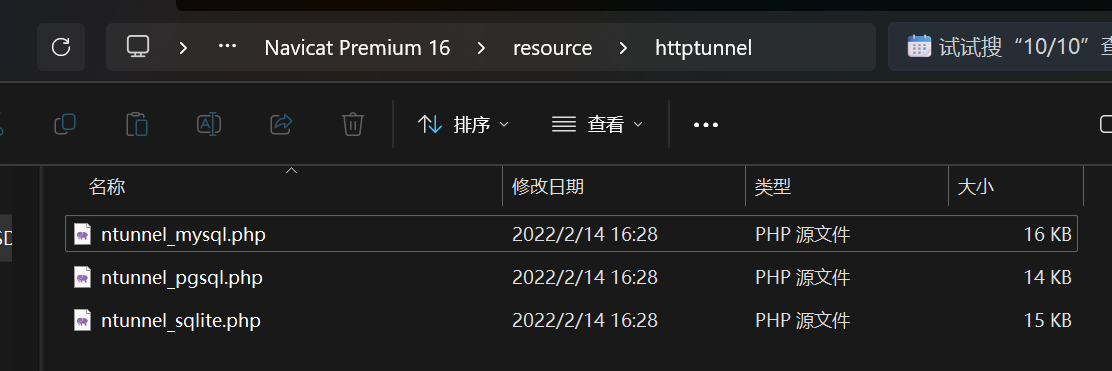 ··· Navicat Premium 16 resource httptunnel 试试搜“10/10”
排序 查看 ···
名称 修改日期 类型 大小
ntunnel_mysql.php 2022/2/14 16:28 PHP 源文件 16 KB
ntunnel_pgsql.php 2022/2/14 16:28 PHP 源文件 14 KB
ntunnel_sqlite.php 2022/2/14 16:28 PHP 源文件 15 KB